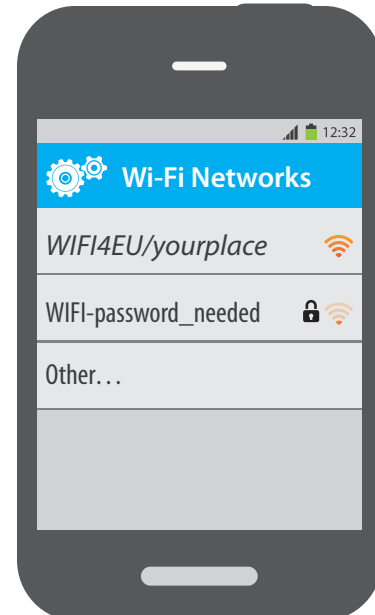 12:32
Wi-Fi Networks
WIFI4EU/yourplace
WIFI-password_needed
Other...